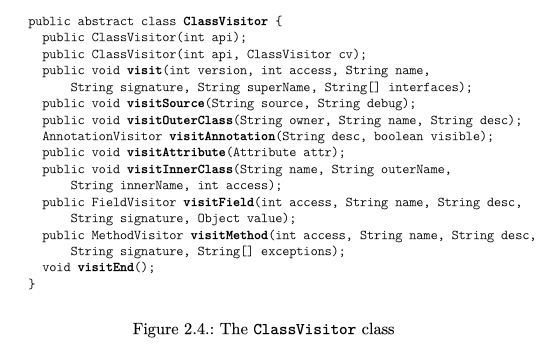 public abstract class ClassVisitor {
public ClassVisitor(int api);
public ClassVisitor(int api, ClassVisitor cv);
public void visit(int version, int access, String name,
String signature, String superName, String[] interfaces);
public void visitSource(String source, String debug);
public void visitOuterClass(String owner, String name, String desc);
AnnotationVisitor visitAnnotation(String desc, boolean visible);
public void visitAttribute(Attribute attr);
public void visitInnerClass(String name, String outerName,
String innerName, int access);
public FieldVisitor visitField(int access, String name, String desc,
String signature, Object value);
public MethodVisitor visitMethod(int access, String name, String desc,
String signature, String[] exceptions);
void visitEnd();
}
Figure 2.4.: The ClassVisitor class